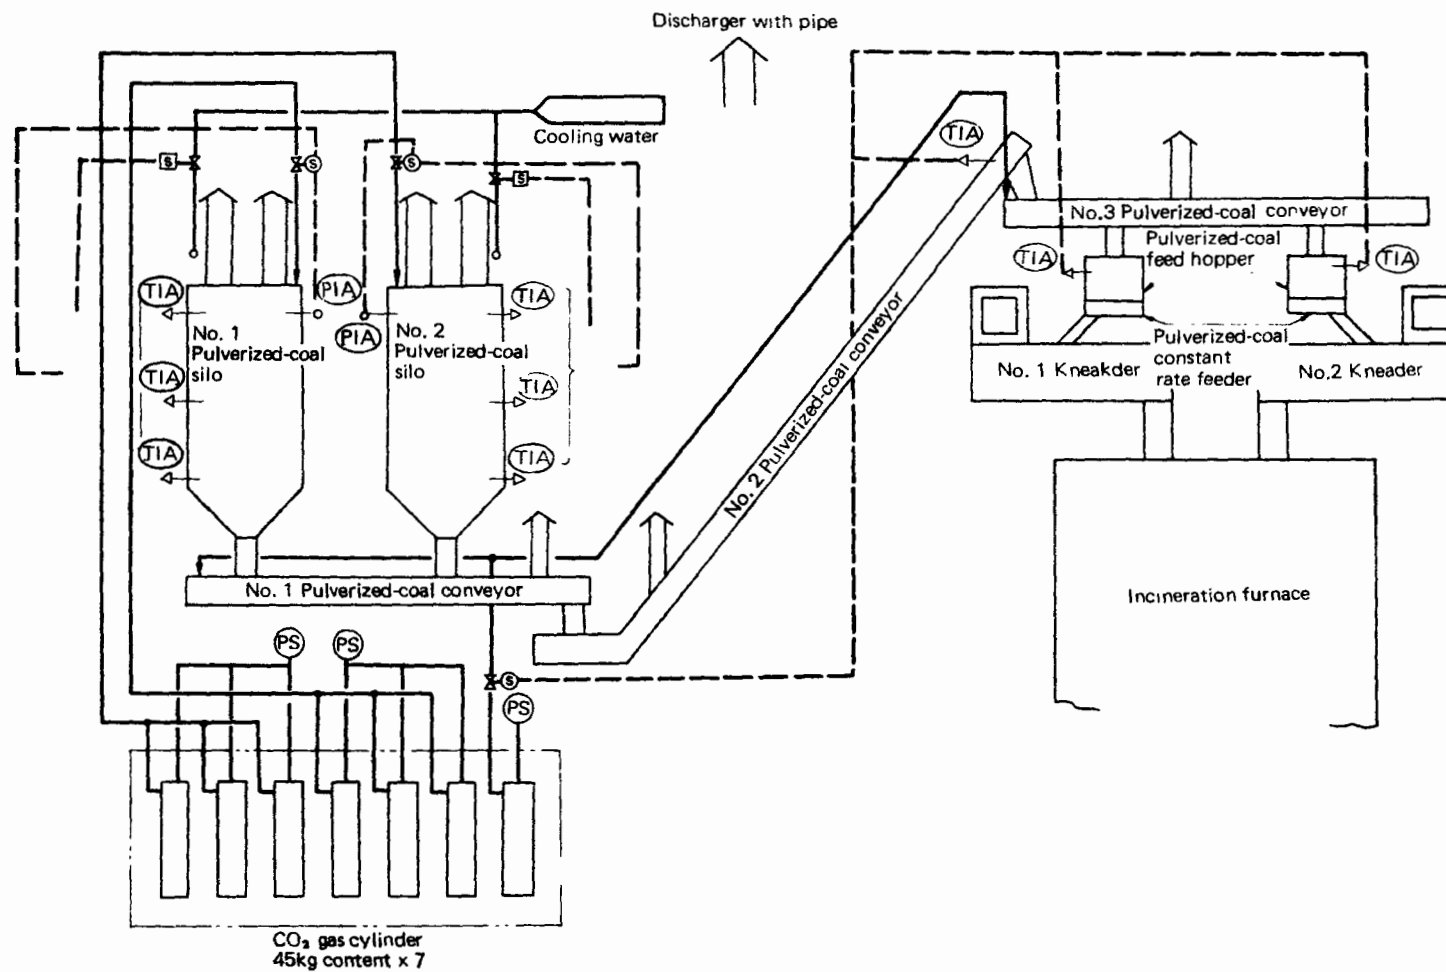 Discharger with pipe
Cooling water
TIA
S
S
S
S
TIA
PIA
TIA
No. 1
Pulverized-coal
silo
PIA
No. 2
Pulverized-coal
silo
TIA
TIA
TIA
TIA
No. 2 Pulverized-coal conveyor
No.3 Pulverized-coal conveyor
Pulverized-coal
feed hopper
TIA
TIA
Pulverized-coal
constant
rate feeder
No. 1 Kneakder
No.2 Kneader
No. 1 Pulverized-coal conveyor
Incineration furnace
PS
PS
S
PS
CO₂ gas cylinder
45kg content x 7